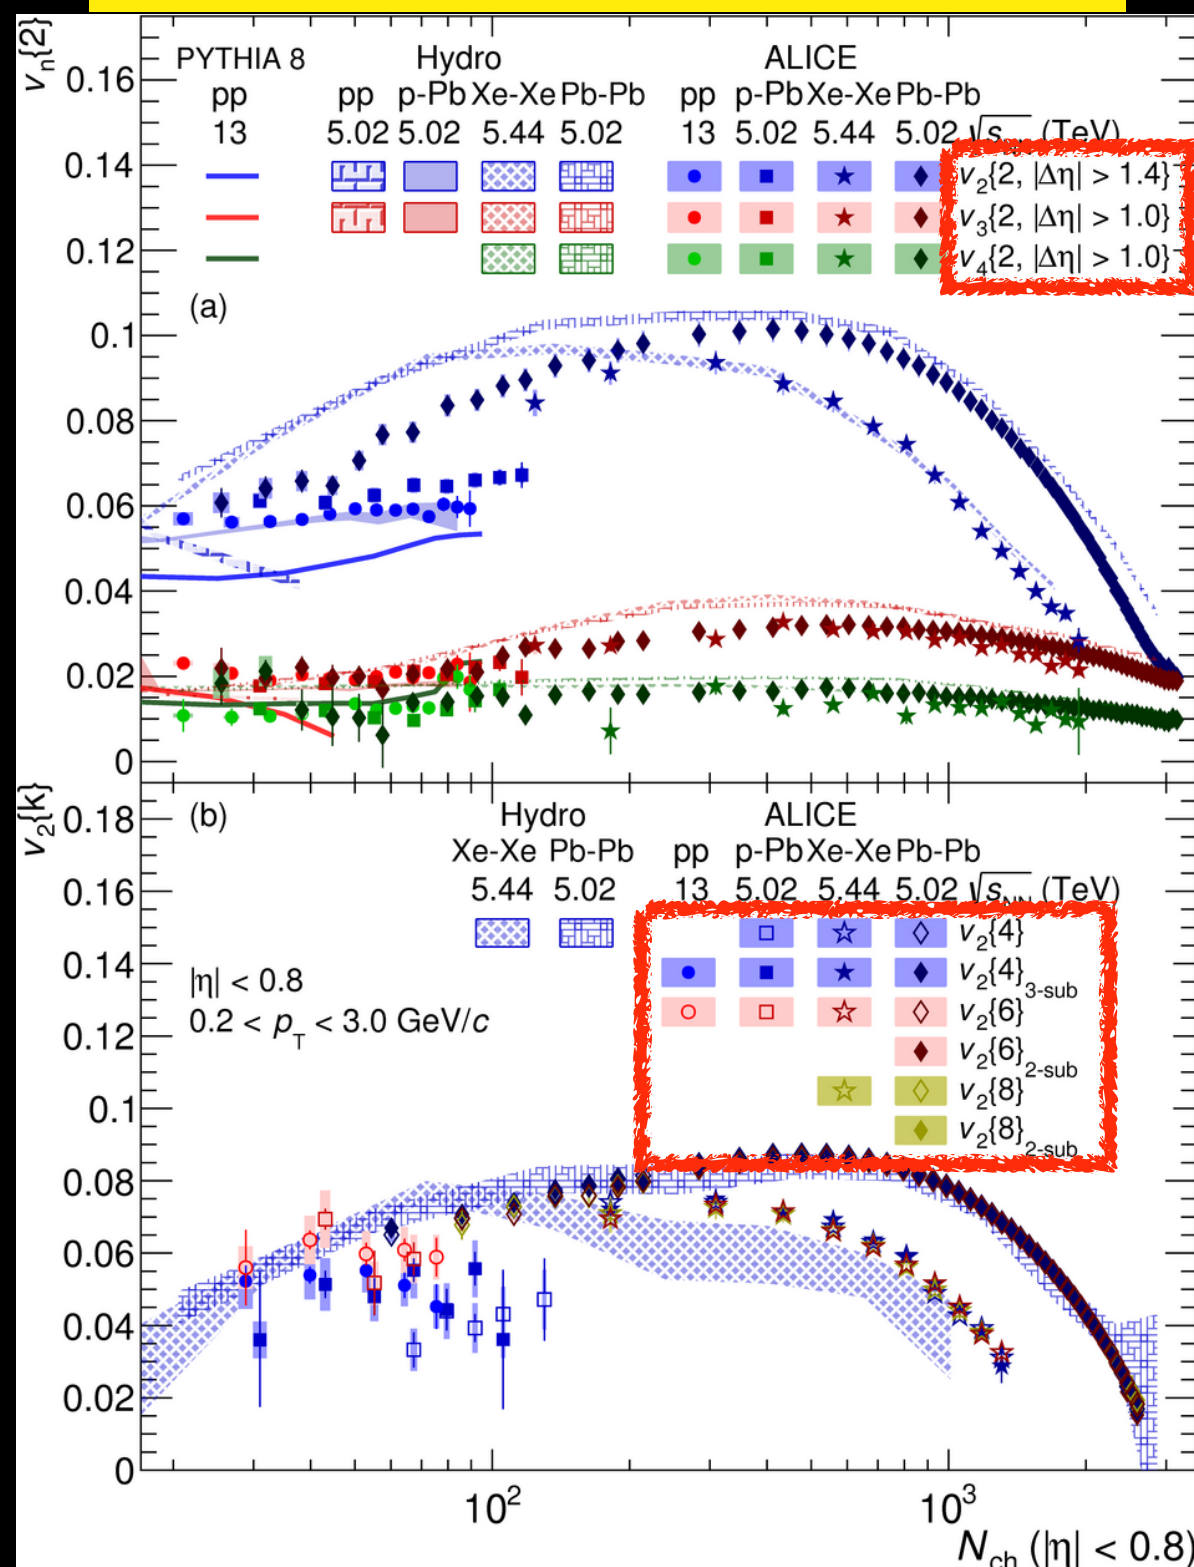 v_n{2}
PYTHIA 8 Hydro ALICE
pp pp p-Pb Xe-Xe Pb-Pb pp p-Pb Xe-Xe Pb-Pb
13 5.02 5.02 5.44 5.02 13 5.02 5.44 5.02 √s (TeV)
v_2{2, |Δη| > 1.4}
v_3{2, |Δη| > 1.0}
v_4{2, |Δη| > 1.0}
(a)
0.16
0.14
0.12
0.1
0.08
0.06
0.04
0.02
0
v_2{k}
(b) Hydro ALICE
Xe-Xe Pb-Pb pp p-Pb Xe-Xe Pb-Pb
5.44 5.02 13 5.02 5.44 5.02 √s_NN (TeV)
v_2{4}
v_2{4}_3-sub
v_2{6}
v_2{6}_2-sub
v_2{8}
v_2{8}_2-sub
|η| < 0.8
0.2 < p_T < 3.0 GeV/c
0.18
0.16
0.14
0.12
0.1
0.08
0.06
0.04
0.02
0
10^2 10^3
N_ch (|η| < 0.8)